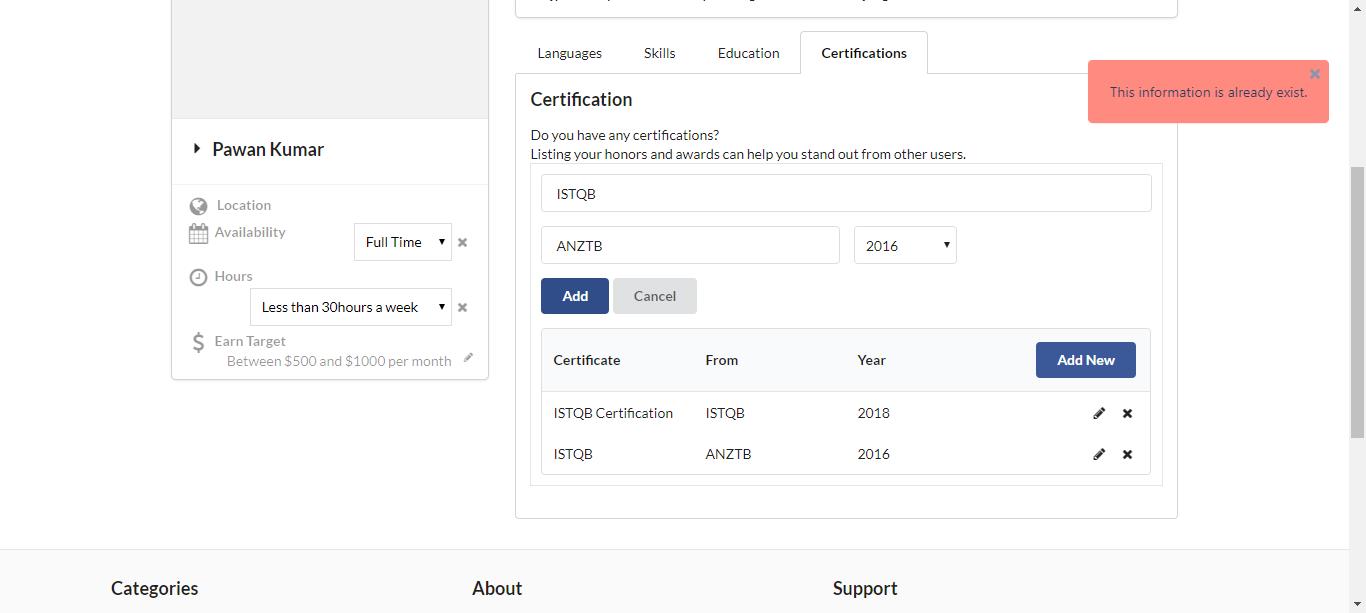 Languages Skills Education Certifications
This information is already exist.
Certification
Do you have any certifications?
Listing your honors and awards can help you stand out from other users.
ISTQB
ANZTB 2016
Add Cancel
Certificate From Year Add New
ISTQB Certification ISTQB 2018
ISTQB ANZTB 2016
Pawan Kumar
Location
Availability
Full Time
Hours
Less than 30hours a week
Earn Target
Between $500 and $1000 per month
Categories About Support